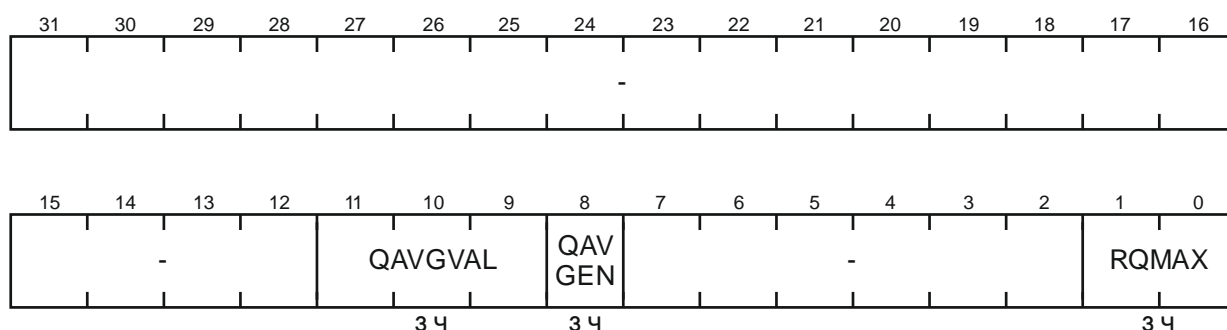 31 30 29 28 27 26 25 24 23 22 21 20 19 18 17 16
-
15 14 13 12 11 10 9 8 7 6 5 4 3 2 1 0
- QAVGVAL QAV GEN - RQMAX
З Ч З Ч З Ч